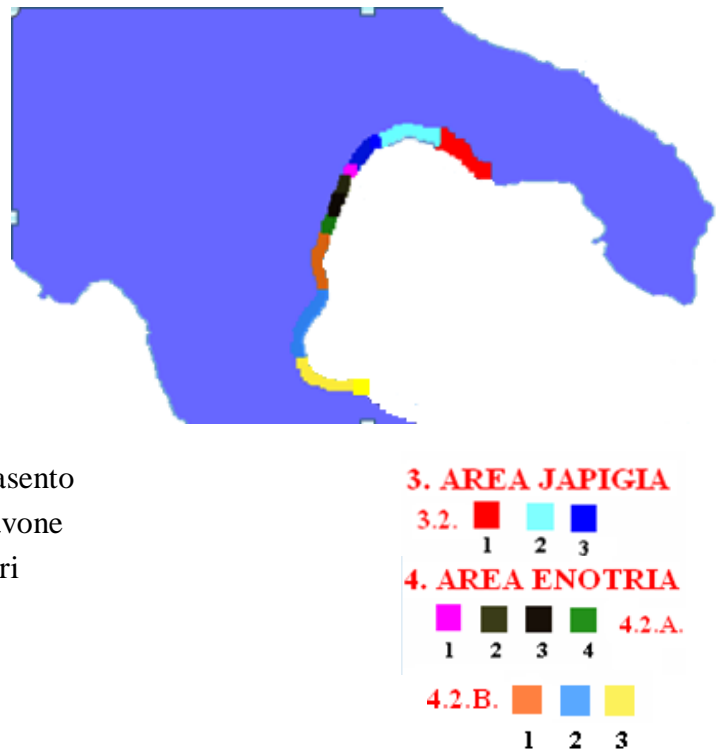 asento
vone
ri
3. AREA JAPIGIA
3.2.
1 2 3
4. AREA ENOTRIA
4.2.A.
1 2 3 4
4.2.B.
1 2 3